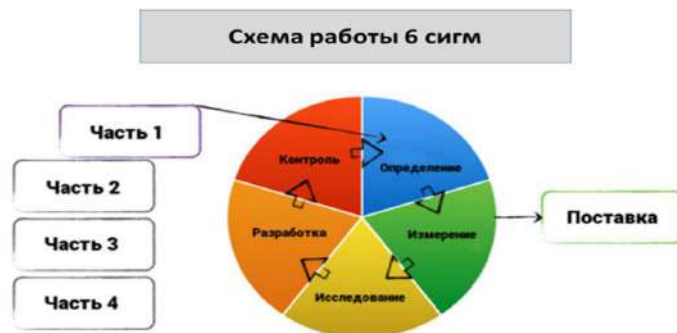 Схема работы 6 сигм
Часть 1
Часть 2
Часть 3
Часть 4
Контроль
Определение
Разработка
Измерение
Исследование
Поставка